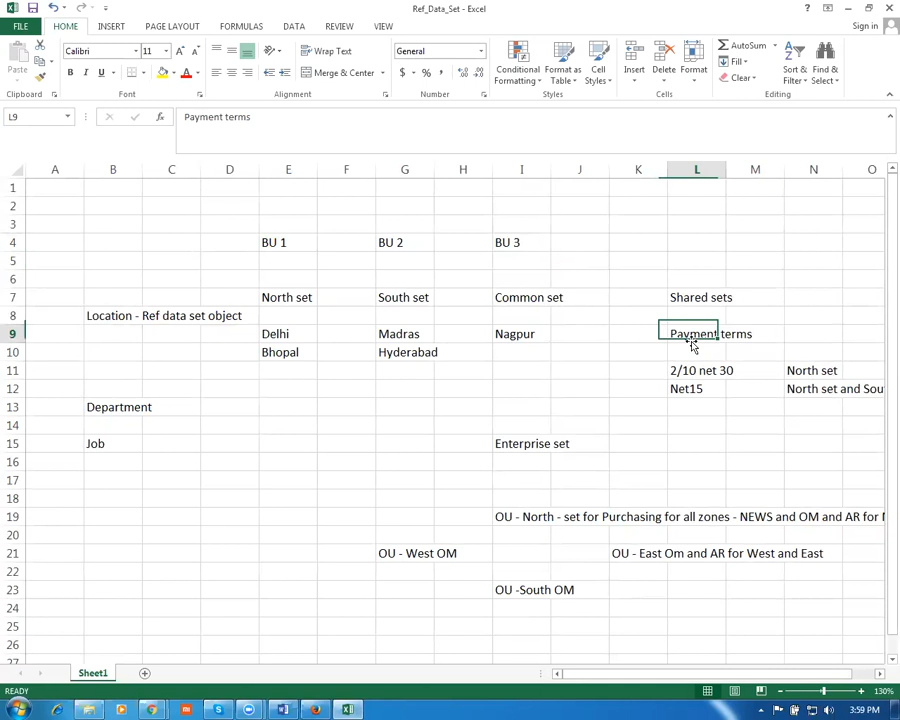 Ref_Data_Set - Excel
FILE HOME INSERT PAGE LAYOUT FORMULAS DATA REVIEW VIEW Sign in
Paste Calibri 11 Wrap Text General Conditional Formatting Format as Table Cell Styles Insert Delete Format AutoSum Sort & Filter Find & Select
B I U A Merge & Center $ % , Fill Clear
Clipboard Font Alignment Number Styles Cells Editing
L9 fx Payment terms
A B C D E F G H I J K L M N O
1
2
3
4 BU 1 BU 2 BU 3
5
6
7 North set South set Common set Shared sets
8 Location - Ref data set object
9 Delhi Madras Nagpur Payment terms
10 Bhopal Hyderabad
11 2/10 net 30 North set
12 Net15 North set and Sou
13 Department
14
15 Job Enterprise set
16
17
18
19 OU - North - set for Purchasing for all zones - NEWS and OM and AR for N
20
21 OU - West OM OU - East Om and AR for West and East
22
23 OU -South OM
24
25
26
27
Sheet1
READY 130%
3:59 PM